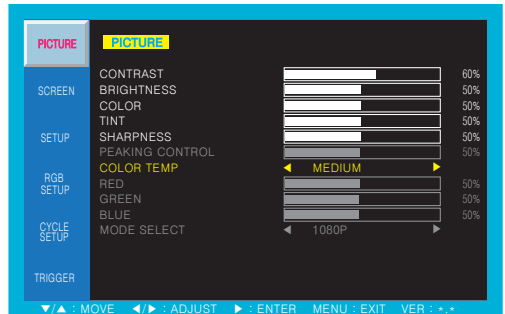 PICTURE
SCREEN
SETUP
RGB
SETUP
CYCLE
SETUP
TRIGGER
PICTURE
CONTRAST 60%
BRIGHTNESS 50%
COLOR 50%
TINT 50%
SHARPNESS 50%
PEAKING CONTROL 50%
COLOR TEMP ◀ MEDIUM ▶
RED 50%
GREEN 50%
BLUE 50%
MODE SELECT ◀ 1080P ▶
▼/▲ : MOVE ◀/▶ : ADJUST ▶ : ENTER MENU : EXIT VER : *.*